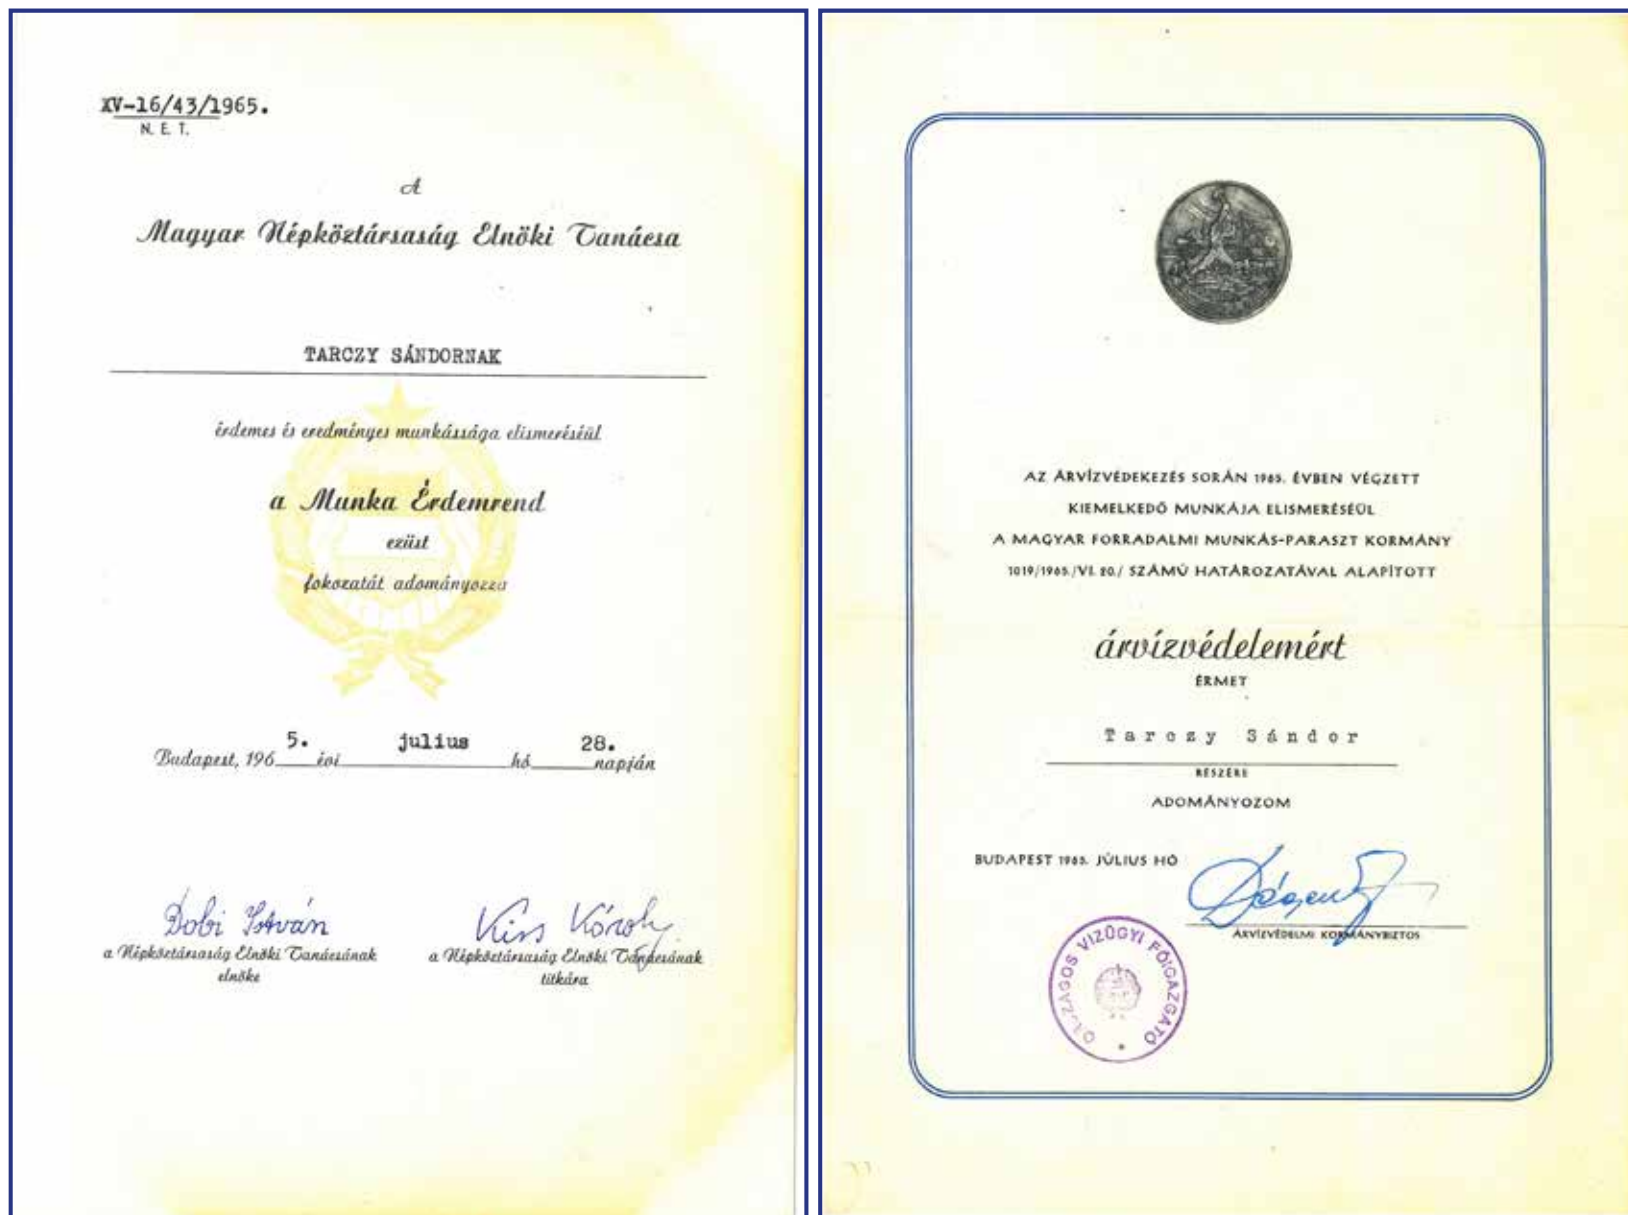 XV-16/43/1965.
N. E. T.
A
Magyar Népköztársaság Elnöki Tanácsa
TARCZY SÁNDORNAK
érdemes és eredményes munkássága elismeréséül
a Munka Érdemrend
ezüst
fokozatát adományozza
Budapest, 1965. évi julius hó 28. napján
Dobi István
a Népköztársaság Elnöki Tanácsának
elnöke
Kiss Károly
a Népköztársaság Elnöki Tanácsának
titkára
AZ ÁRVÍZVÉDEKEZÉS SORÁN 1965. ÉVBEN VÉGZETT
KIEMELKEDŐ MUNKÁJA ELISMERÉSÉÜL
A MAGYAR FORRADALMI MUNKÁS-PARASZT KORMÁNY
1019/1965./VI. 20./ SZÁMÚ HATÁROZATÁVAL ALAPÍTOTT
árvízvédelemért
ÉRMET
Tarczy Sándor
RÉSZÉRE
ADOMÁNYOZOM
BUDAPEST 1965. JÚLIUS HÓ
ÁRVÍZVÉDELMI KORMÁNYBIZTOS
ORSZÁGOS VIZÜGYI FŐIGAZGATÓ